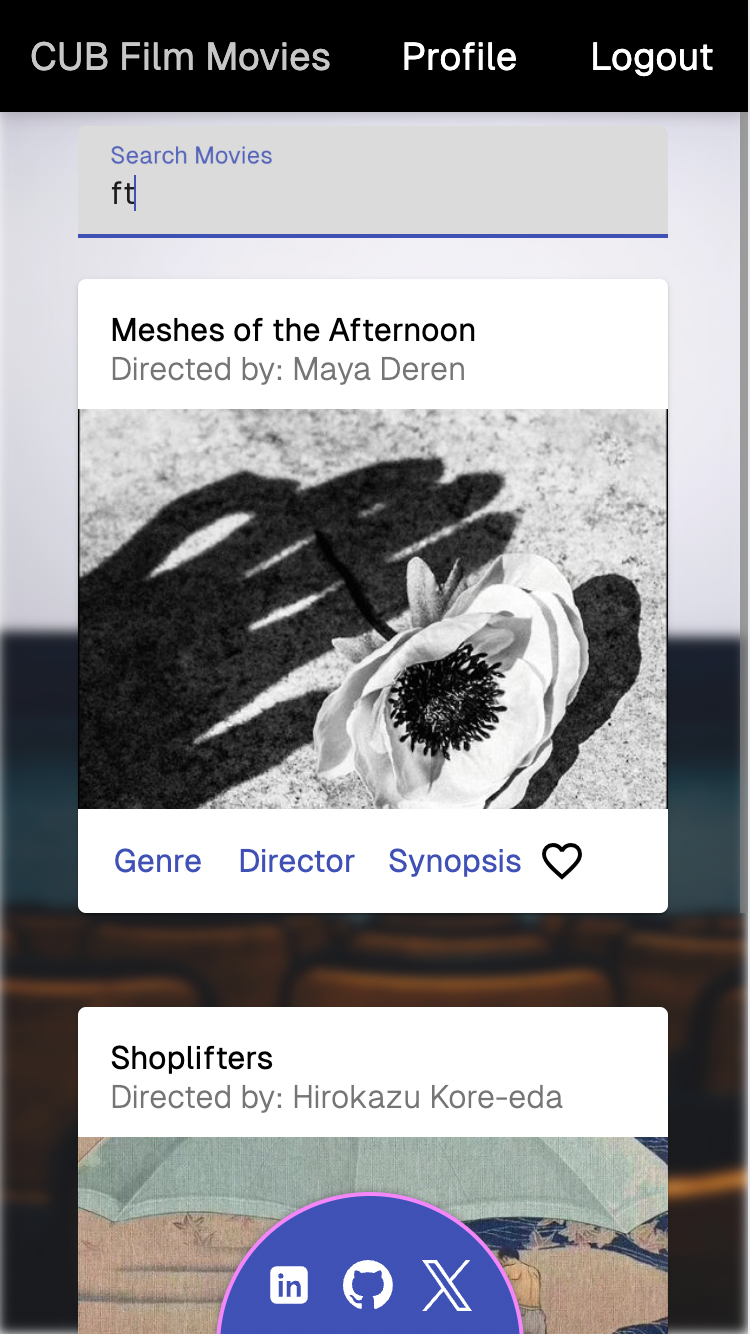 CUB Film Movies Profile Logout
Search Movies
ft
Meshes of the Afternoon
Directed by: Maya Deren
Genre Director Synopsis
Shoplifters
Directed by: Hirokazu Kore-eda
in